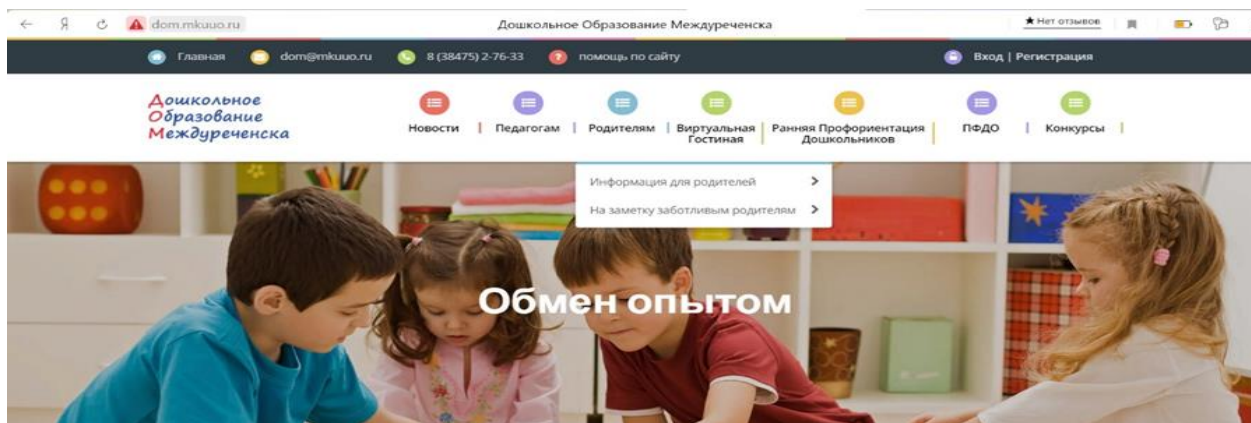 Я
dom.mkuuo.ru
Дошкольное Образование Междуреченска
★ Нет отзывов
Главная
dom@mkuuo.ru
8 (38475) 2-76-33
помощь по сайту
Вход | Регистрация
Дошкольное
Образование
Междуреченска
Новости
Педагогам
Родителям
Виртуальная
Гостиная
Ранняя Профориентация
Дошкольников
ПФДО
Конкурсы
Информация для родителей
На заметку заботливым родителям
Обмен опытом